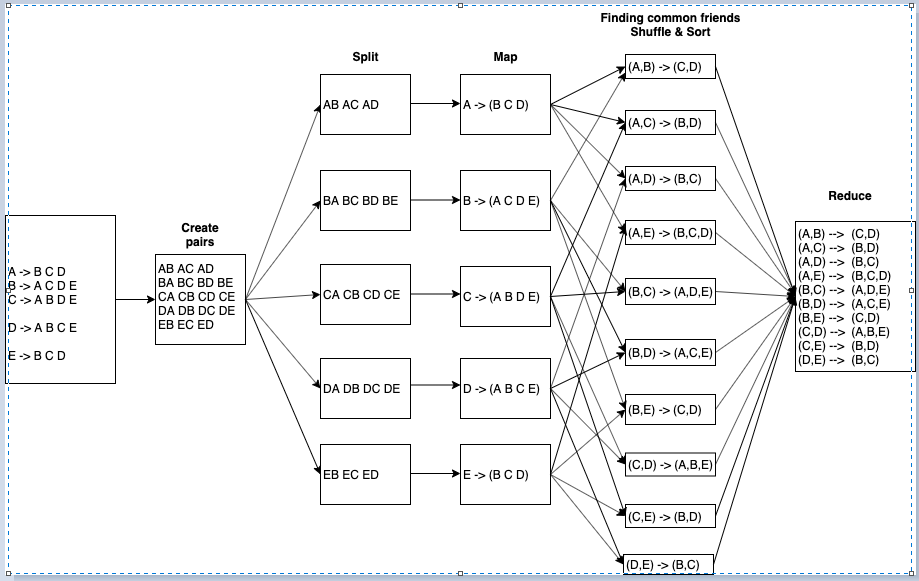 Finding common friends
Shuffle & Sort
Split
Map
Reduce
Create
pairs
A -> B C D
B -> A C D E
C -> A B D E
D -> A B C E
E -> B C D
AB AC AD
BA BC BD BE
CA CB CD CE
DA DB DC DE
EB EC ED
AB AC AD
BA BC BD BE
CA CB CD CE
DA DB DC DE
EB EC ED
A -> (B C D)
B -> (A C D E)
C -> (A B D E)
D -> (A B C E)
E -> (B C D)
(A,B) -> (C,D)
(A,C) -> (B,D)
(A,D) -> (B,C)
(A,E) -> (B,C,D)
(B,C) -> (A,D,E)
(B,D) -> (A,C,E)
(B,E) -> (C,D)
(C,D) -> (A,B,E)
(C,E) -> (B,D)
(D,E) -> (B,C)
(A,B) --> (C,D)
(A,C) --> (B,D)
(A,D) --> (B,C)
(A,E) --> (B,C,D)
(B,C) --> (A,D,E)
(B,D) --> (A,C,E)
(B,E) --> (C,D)
(C,D) --> (A,B,E)
(C,E) --> (B,D)
(D,E) --> (B,C)